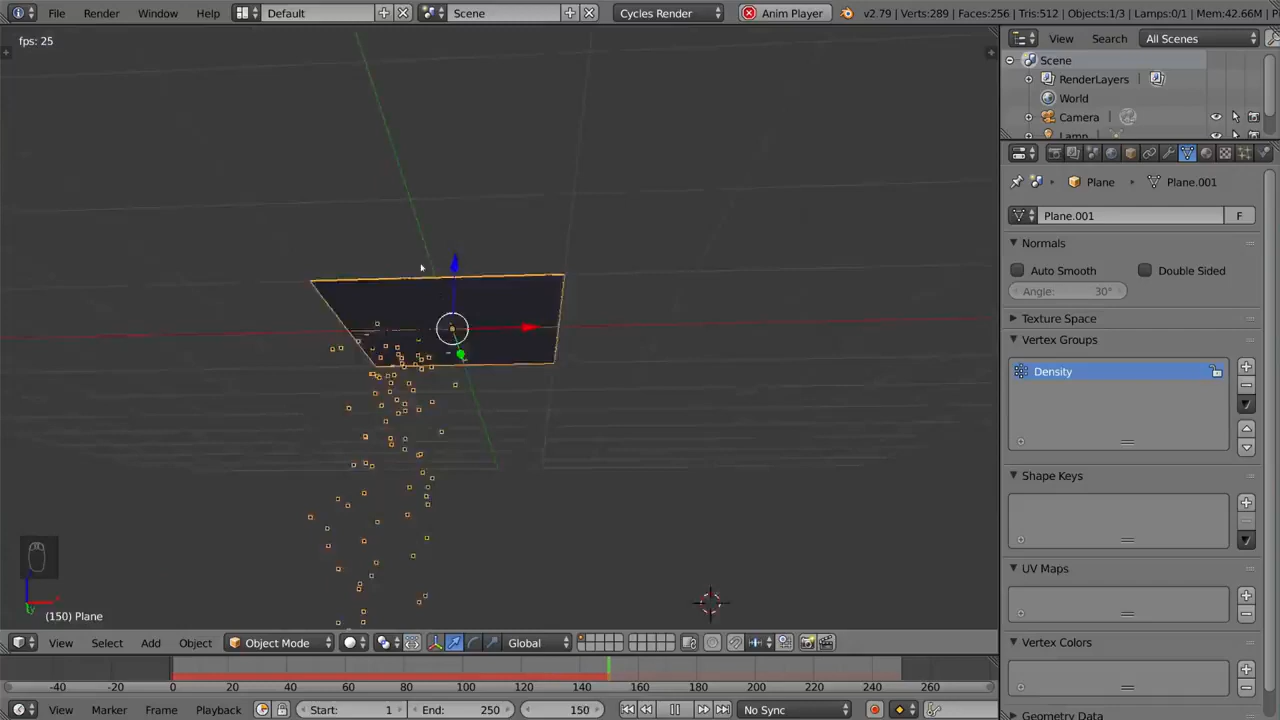 File Render Window Help Default Scene Cycles Render Anim Player v2.79 | Verts:289 | Faces:256 | Tris:512 | Objects:1/3 | Lamps:0/1 | Mem:42.66M |
fps: 25
View Search All Scenes
Scene
RenderLayers
World
Camera
Lamp
Plane Plane.001
Plane.001 F
Normals
Auto Smooth Double Sided
Angle: 30°
Texture Space
Vertex Groups
Density
Shape Keys
UV Maps
Vertex Colors
Geometry Data
(150) Plane
View Select Add Object Object Mode Global
-40 -20 0 20 40 60 80 100 120 140 160 180 200 220 240 260
View Marker Frame Playback Start: 1 End: 250 150 No Sync